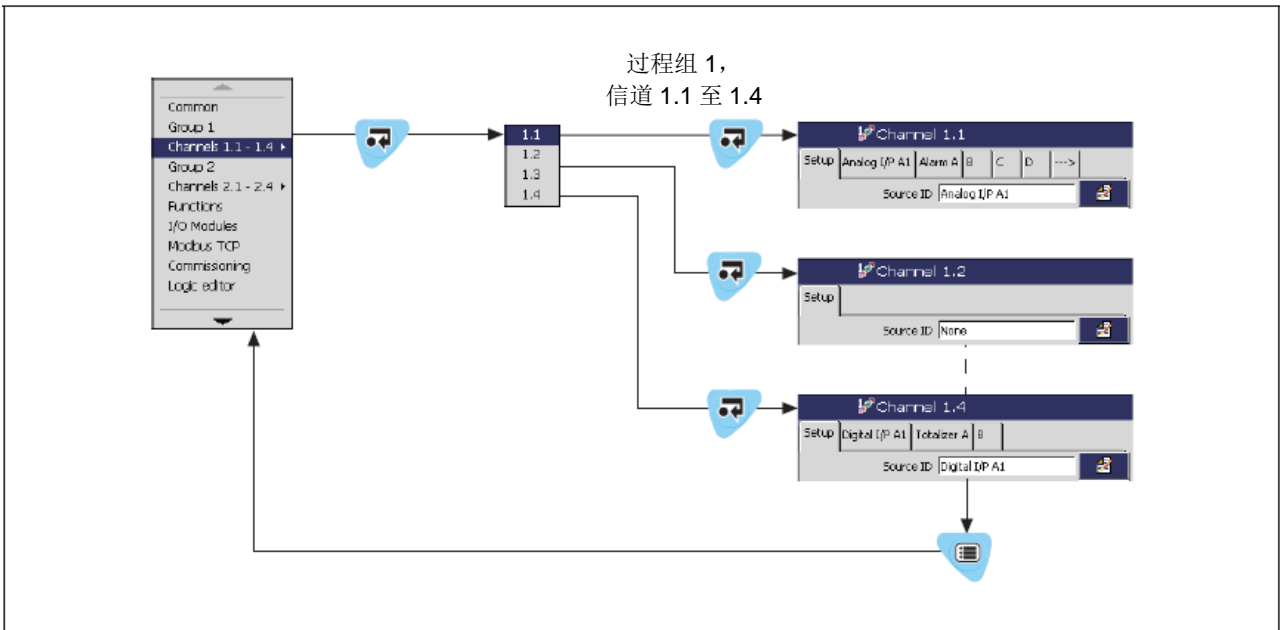 过程组 1，
信道 1.1 至 1.4
Common
Group 1
Channels 1.1 - 1.4
Group 2
Channels 2.1 - 2.4
Functions
I/O Modules
Modbus TCP
Commissioning
Logic editor
1.1
1.2
1.3
1.4
Channel 1.1
Setup Analog I/P A1 Alarm A B C D --->
Source ID Analog I/P A1
Channel 1.2
Setup
Source ID None
Channel 1.4
Setup Digital I/P A1 Totalizer A B
Source ID Digital I/P A1